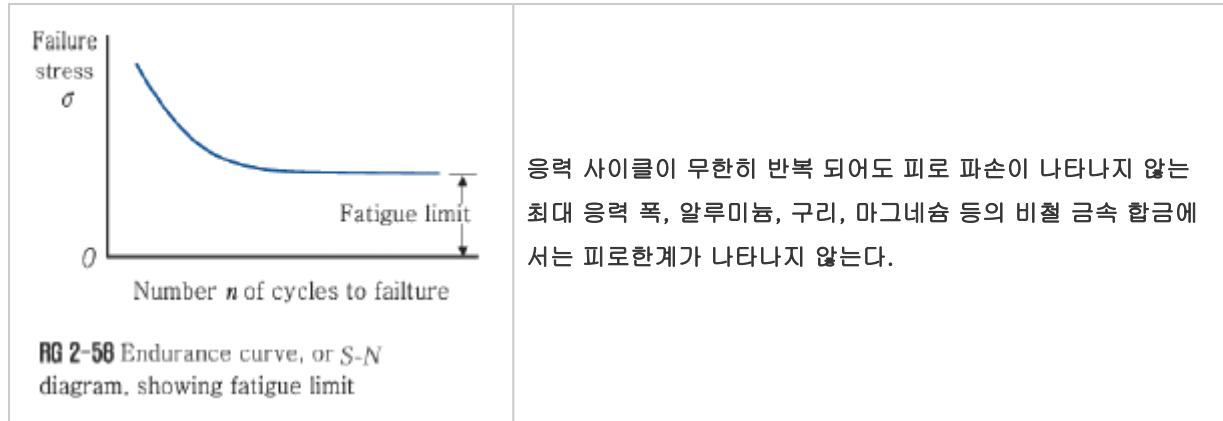 Failure
stress
σ
Fatigue limit
0
Number n of cycles to failture
RG 2-58 Endurance curve, or S-N
diagram, showing fatigue limit
응력 사이클이 무한히 반복 되어도 피로 파손이 나타나지 않는
최대 응력 폭, 알루미늄, 구리, 마그네슘 등의 비철 금속 합금에
서는 피로한계가 나타나지 않는다.